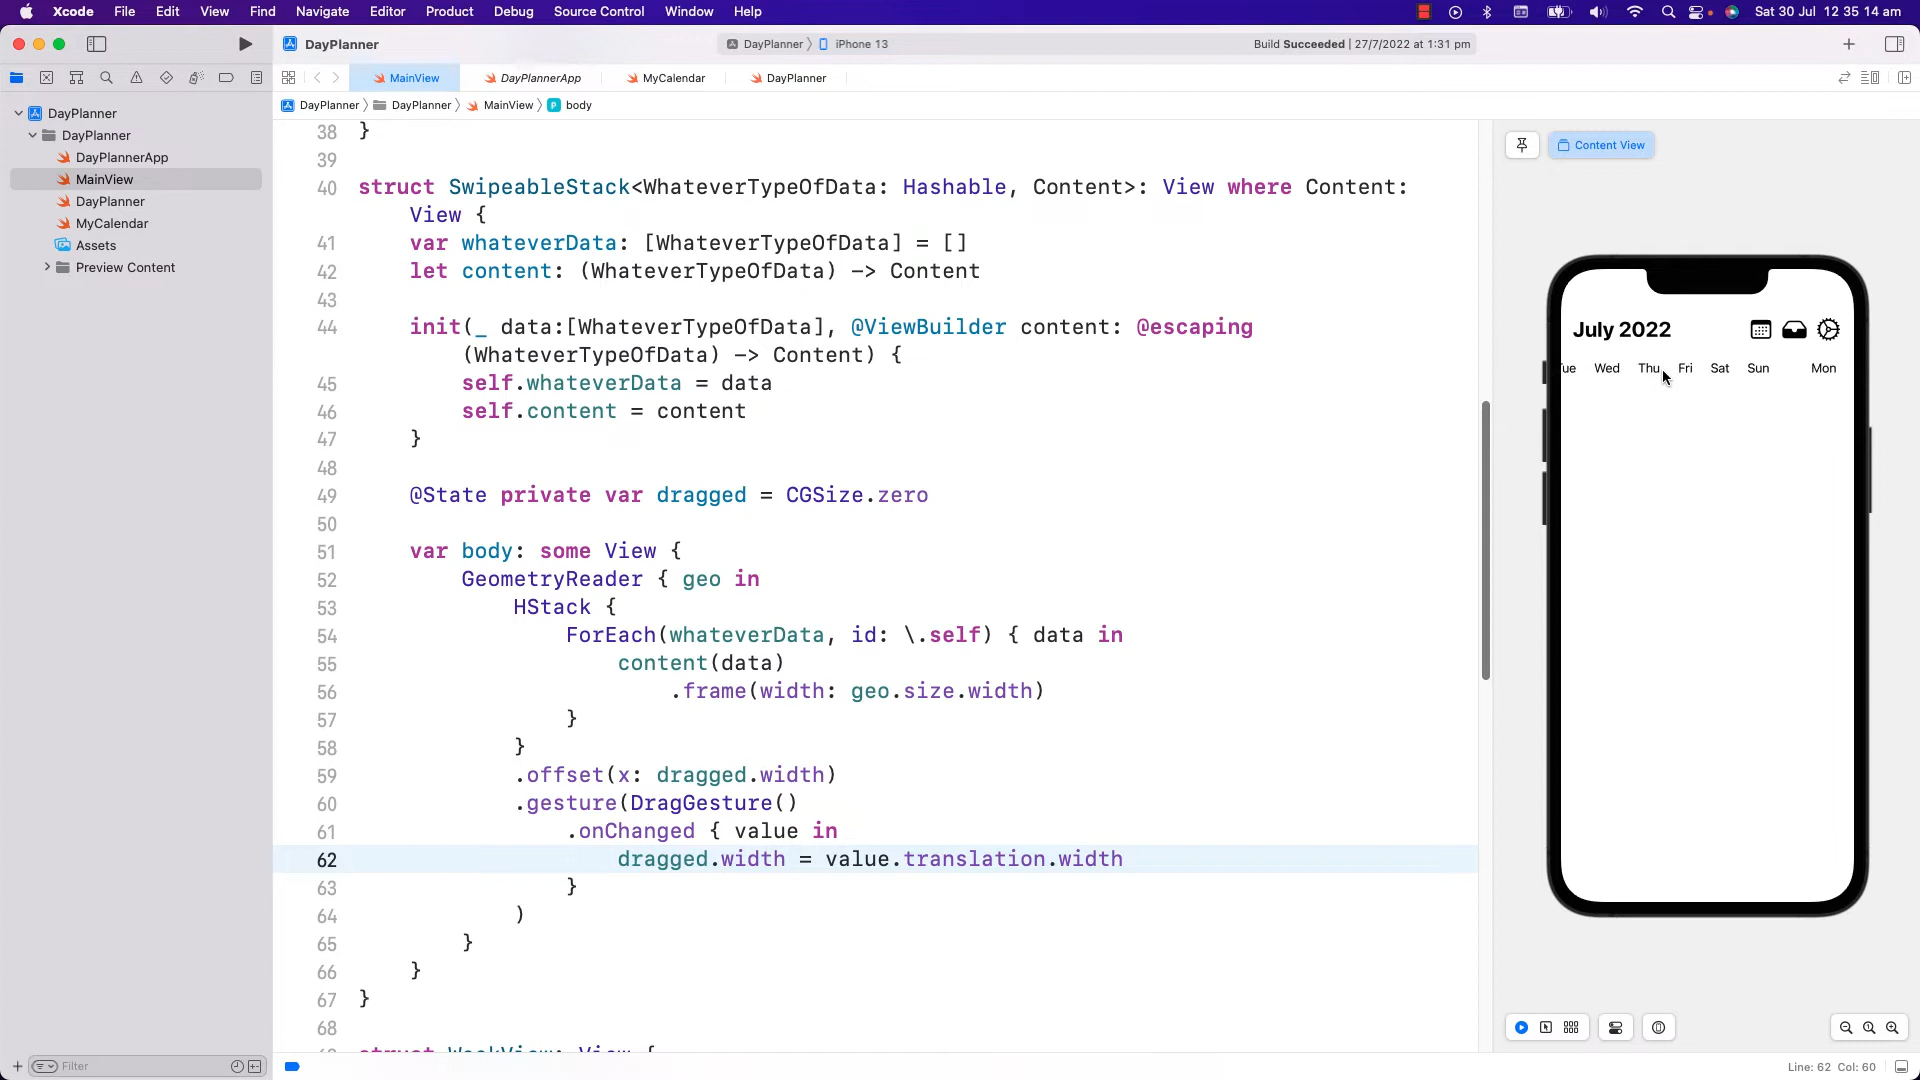 Xcode File Edit View Find Navigate Editor Product Debug Source Control Window Help Sat 30 Jul 12 35 14 am
DayPlanner DayPlanner iPhone 13 Build Succeeded | 27/7/2022 at 1:31 pm
MainView DayPlannerApp MyCalendar DayPlanner
DayPlanner DayPlanner MainView body
DayPlanner
DayPlanner
DayPlannerApp
MainView
DayPlanner
MyCalendar
Assets
Preview Content
Filter
38 }
39
40 struct SwipeableStack<WhateverTypeOfData: Hashable, Content>: View where Content:
View {
41 var whateverData: [WhateverTypeOfData] = []
42 let content: (WhateverTypeOfData) -> Content
43
44 init(_ data:[WhateverTypeOfData], @ViewBuilder content: @escaping
(WhateverTypeOfData) -> Content) {
45 self.whateverData = data
46 self.content = content
47 }
48
49 @State private var dragged = CGSize.zero
50
51 var body: some View {
52 GeometryReader { geo in
53 HStack {
54 ForEach(whateverData, id: \.self) { data in
55 content(data)
56 .frame(width: geo.size.width)
57 }
58 }
59 .offset(x: dragged.width)
60 .gesture(DragGesture()
61 .onChanged { value in
62 dragged.width = value.translation.width
63 }
64 )
65 }
66 }
67 }
68
struct WeekView: View {
Content View
July 2022
ue Wed Thu Fri Sat Sun Mon
Line: 62 Col: 60